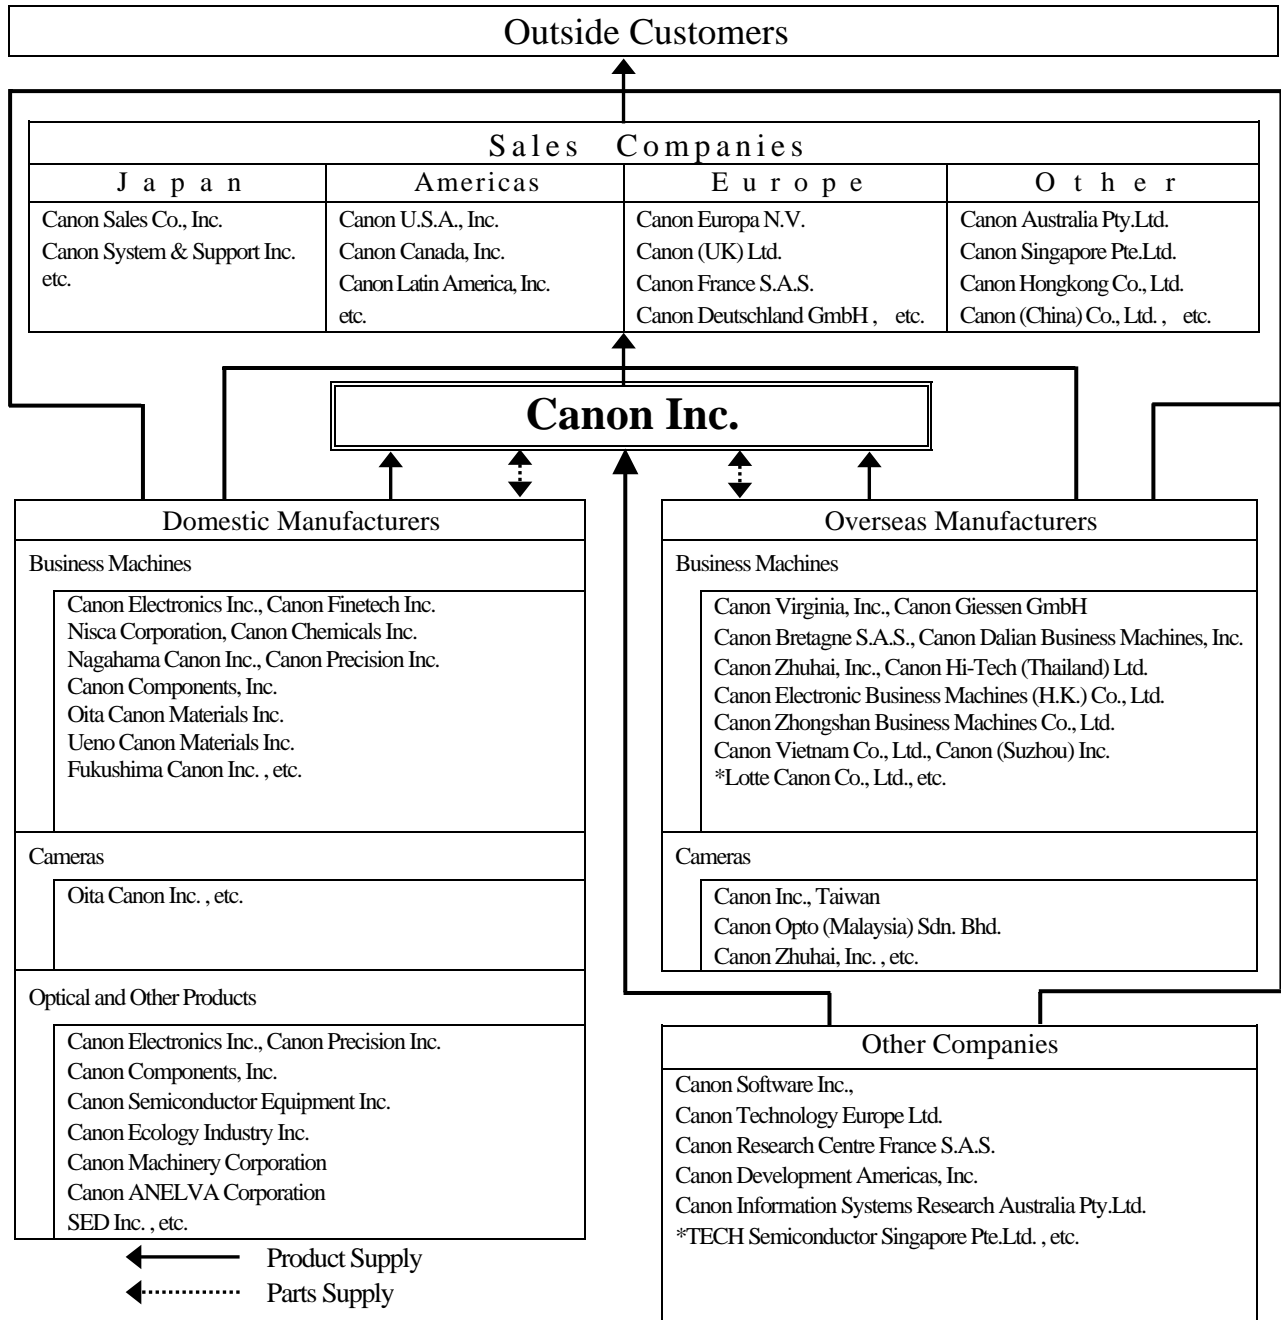 Outside Customers
Sales Companies
Japan
Americas
Europe
Other
Canon Sales Co., Inc.
Canon System & Support Inc.
etc.
Canon U.S.A., Inc.
Canon Canada, Inc.
Canon Latin America, Inc.
etc.
Canon Europa N.V.
Canon (UK) Ltd.
Canon France S.A.S.
Canon Deutschland GmbH , etc.
Canon Australia Pty.Ltd.
Canon Singapore Pte.Ltd.
Canon Hongkong Co., Ltd.
Canon (China) Co., Ltd. , etc.
Canon Inc.
Domestic Manufacturers
Business Machines
Canon Electronics Inc., Canon Finetech Inc.
Nisca Corporation, Canon Chemicals Inc.
Nagahama Canon Inc., Canon Precision Inc.
Canon Components, Inc.
Oita Canon Materials Inc.
Ueno Canon Materials Inc.
Fukushima Canon Inc. , etc.
Cameras
Oita Canon Inc. , etc.
Optical and Other Products
Canon Electronics Inc., Canon Precision Inc.
Canon Components, Inc.
Canon Semiconductor Equipment Inc.
Canon Ecology Industry Inc.
Canon Machinery Corporation
Canon ANELVA Corporation
SED Inc. , etc.
Overseas Manufacturers
Business Machines
Canon Virginia, Inc., Canon Giessen GmbH
Canon Bretagne S.A.S., Canon Dalian Business Machines, Inc.
Canon Zhuhai, Inc., Canon Hi-Tech (Thailand) Ltd.
Canon Electronic Business Machines (H.K.) Co., Ltd.
Canon Zhongshan Business Machines Co., Ltd.
Canon Vietnam Co., Ltd., Canon (Suzhou) Inc.
*Lotte Canon Co., Ltd., etc.
Cameras
Canon Inc., Taiwan
Canon Opto (Malaysia) Sdn. Bhd.
Canon Zhuhai, Inc. , etc.
Other Companies
Canon Software Inc.,
Canon Technology Europe Ltd.
Canon Research Centre France S.A.S.
Canon Development Americas, Inc.
Canon Information Systems Research Australia Pty.Ltd.
*TECH Semiconductor Singapore Pte.Ltd. , etc.
Product Supply
Parts Supply